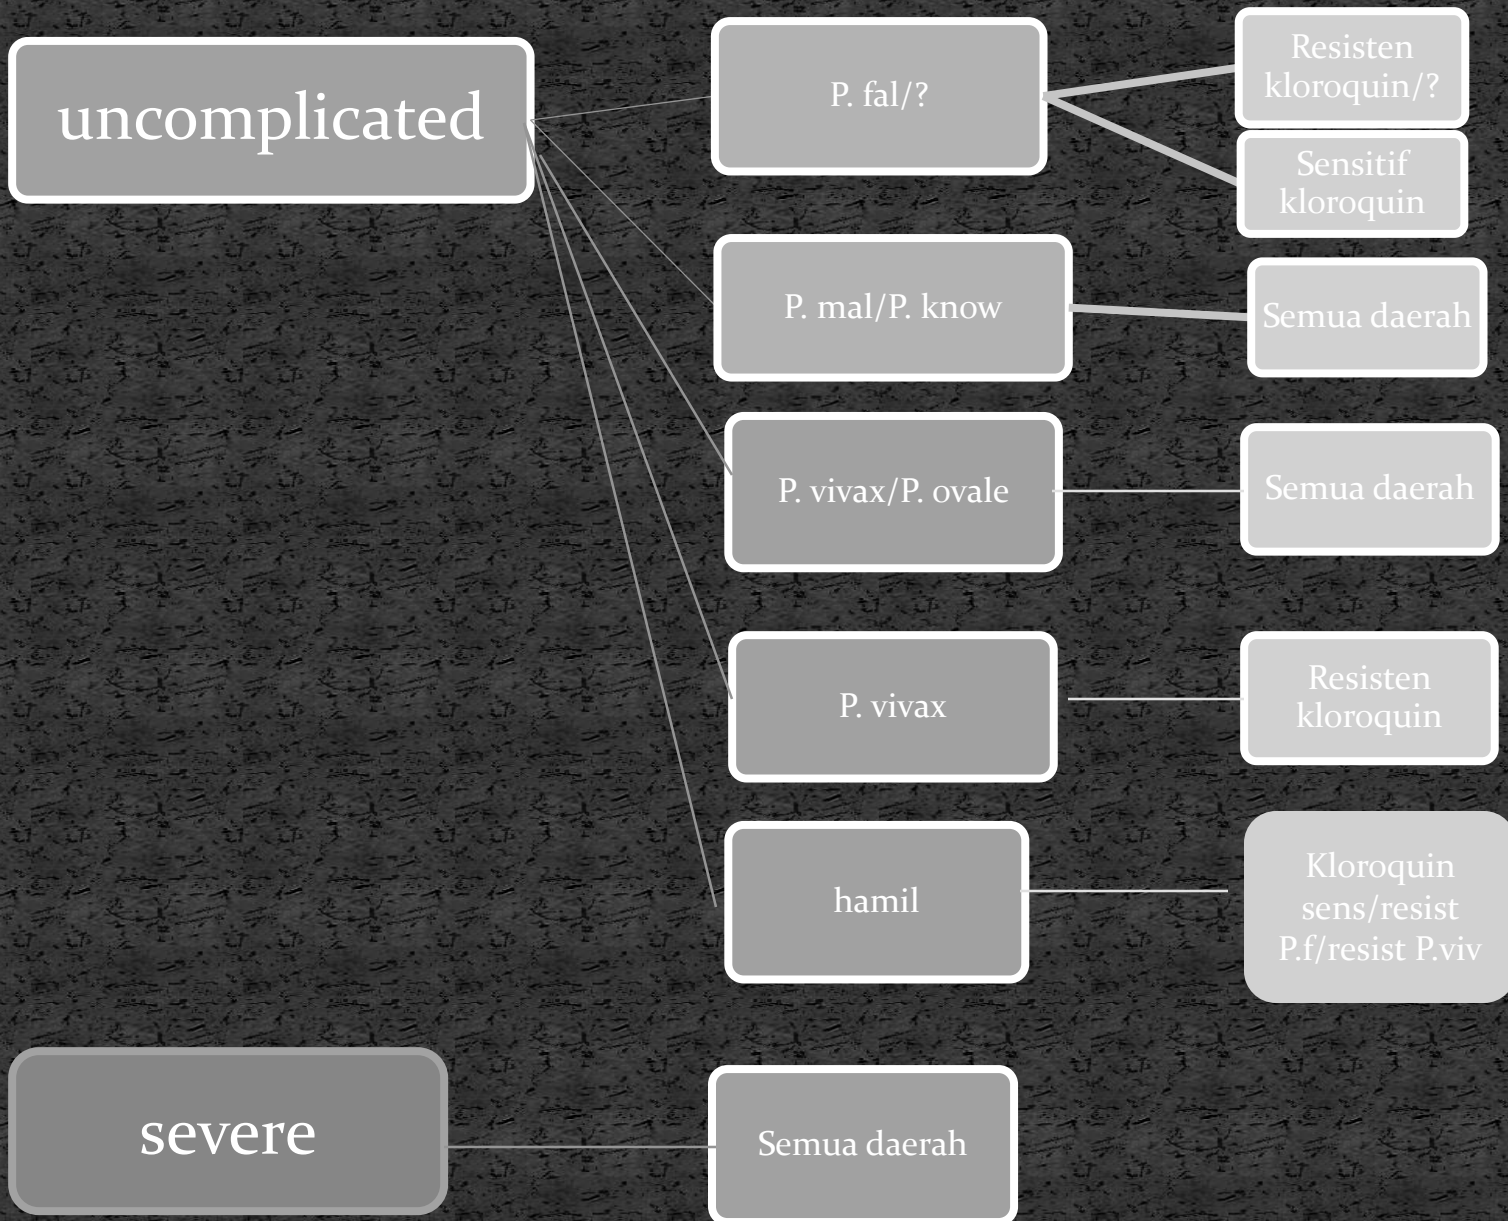 uncomplicated
P. fal/?
Resisten
kloroquin/?
Sensitif
kloroquin
P. mal/P. know
Semua daerah
P. vivax/P. ovale
Semua daerah
P. vivax
Resisten
kloroquin
hamil
Kloroquin
sens/resist
P.f/resist P.viv
severe
Semua daerah